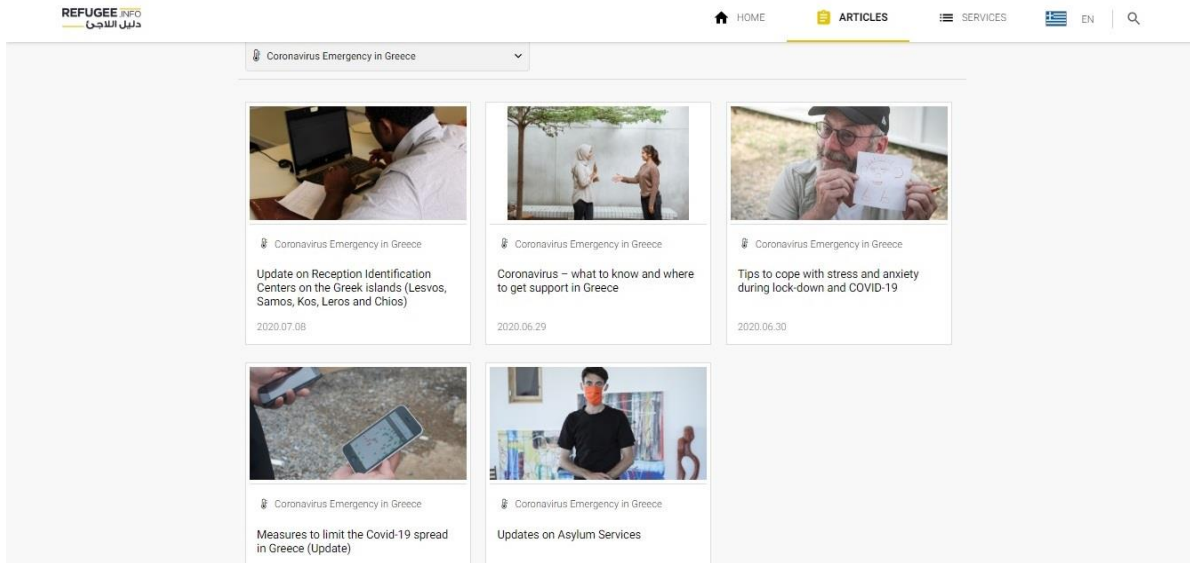 REFUGEE.INFO
دليل اللاجئ
HOME
ARTICLES
SERVICES
EN
Coronavirus Emergency in Greece
Coronavirus Emergency in Greece
Update on Reception Identification
Centers on the Greek islands (Lesvos,
Samos, Kos, Leros and Chios)
2020.07.08
Coronavirus Emergency in Greece
Coronavirus – what to know and where
to get support in Greece
2020.06.29
Coronavirus Emergency in Greece
Tips to cope with stress and anxiety
during lock-down and COVID-19
2020.06.30
Coronavirus Emergency in Greece
Measures to limit the Covid-19 spread
in Greece (Update)
Coronavirus Emergency in Greece
Updates on Asylum Services